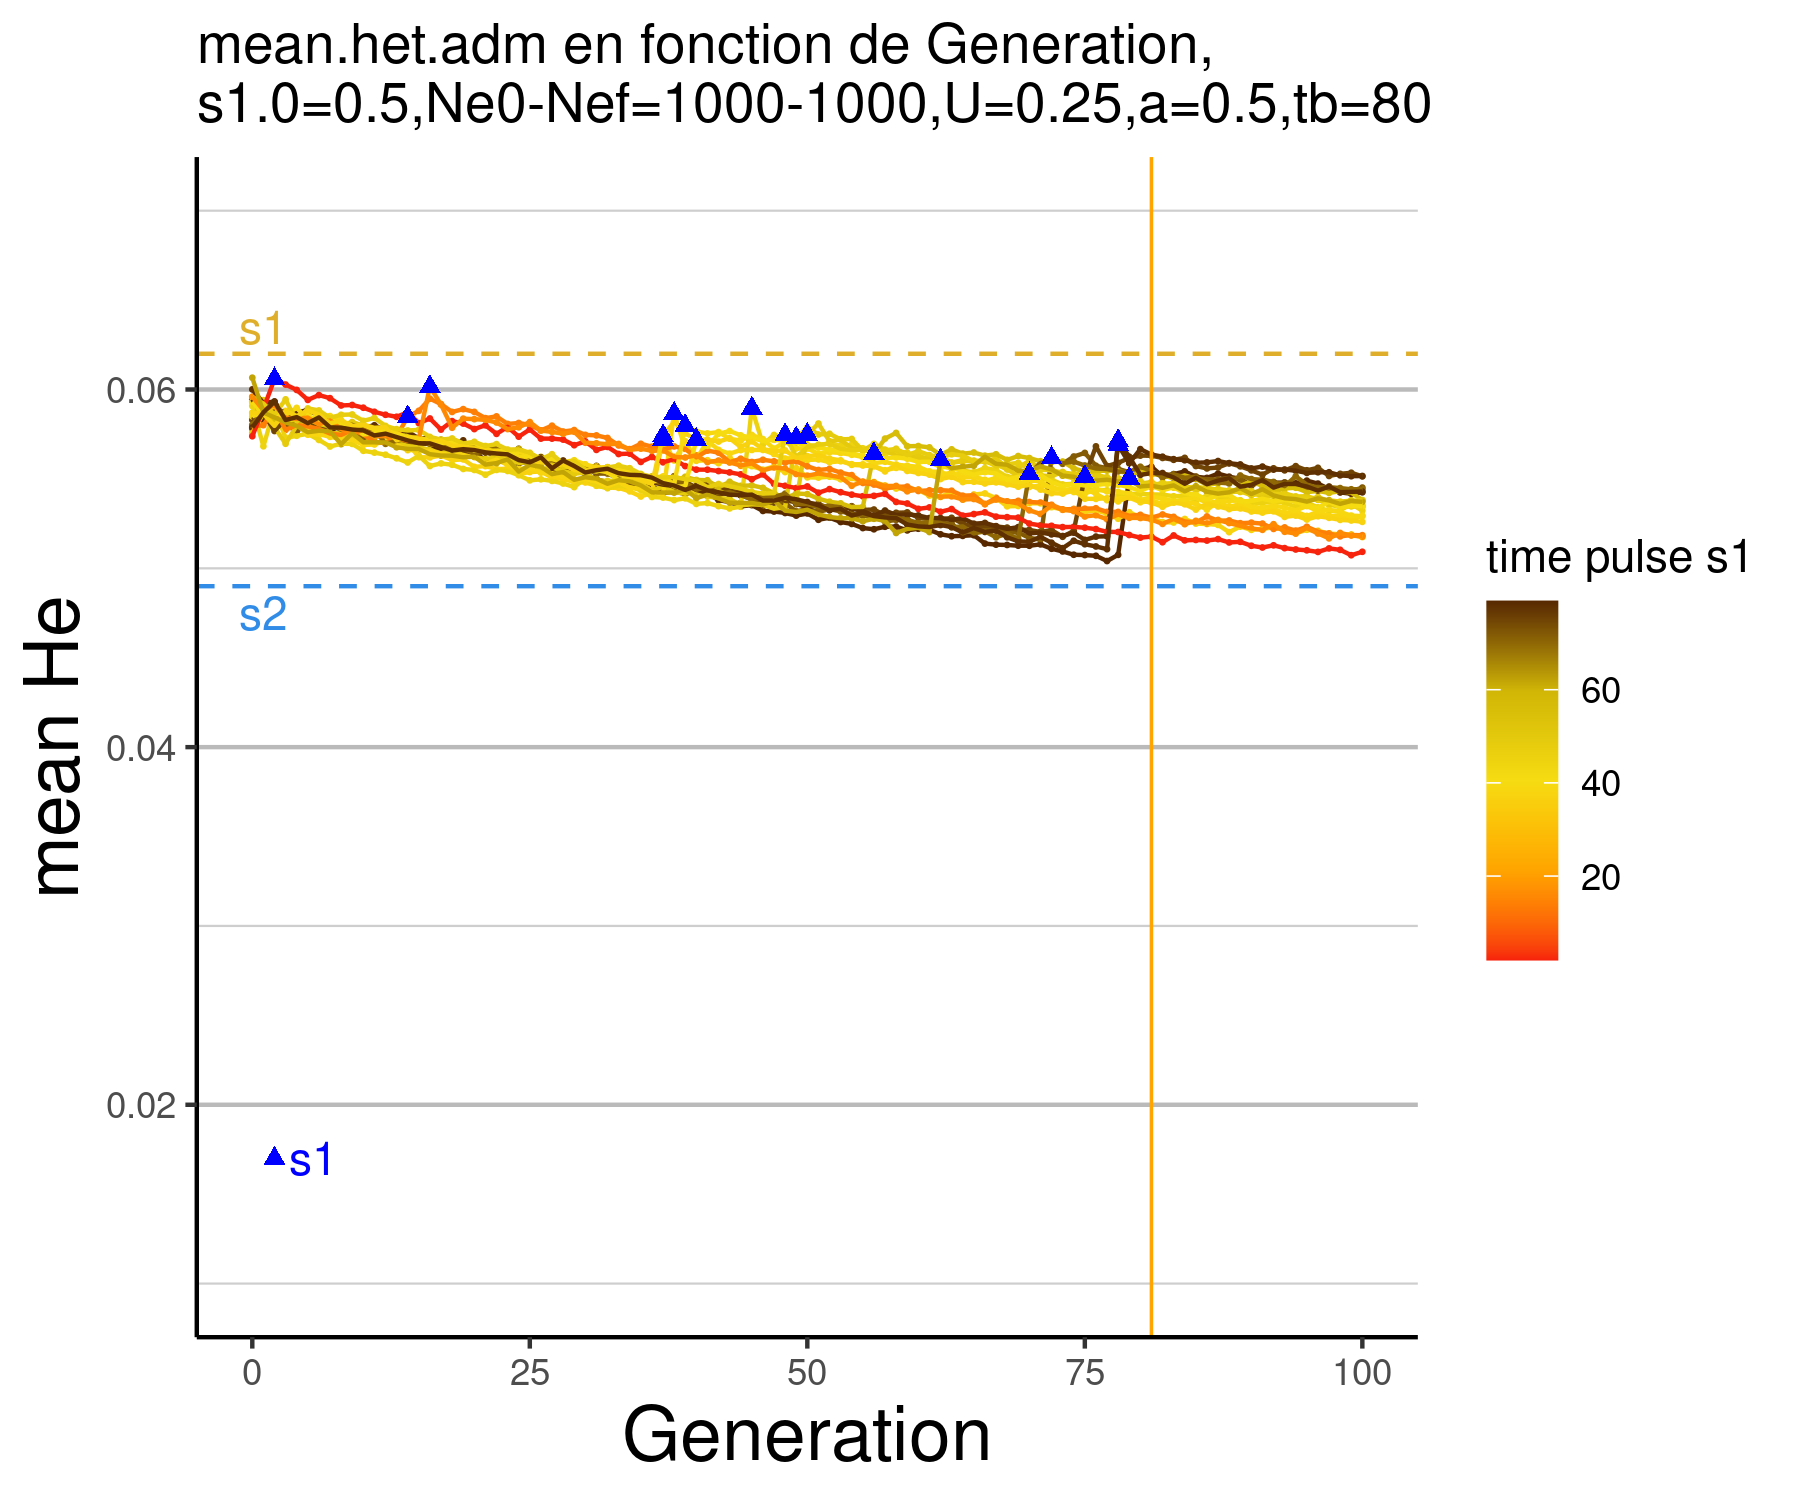 mean.het.adm en fonction de Generation,
s1.0=0.5,Ne0-Nef=1000-1000,U=0.25,a=0.5,tb=80
s1
0.06
s2
0.04
0.02
s1
mean He
0 25 50 75 100
Generation
time pulse s1
60
40
20